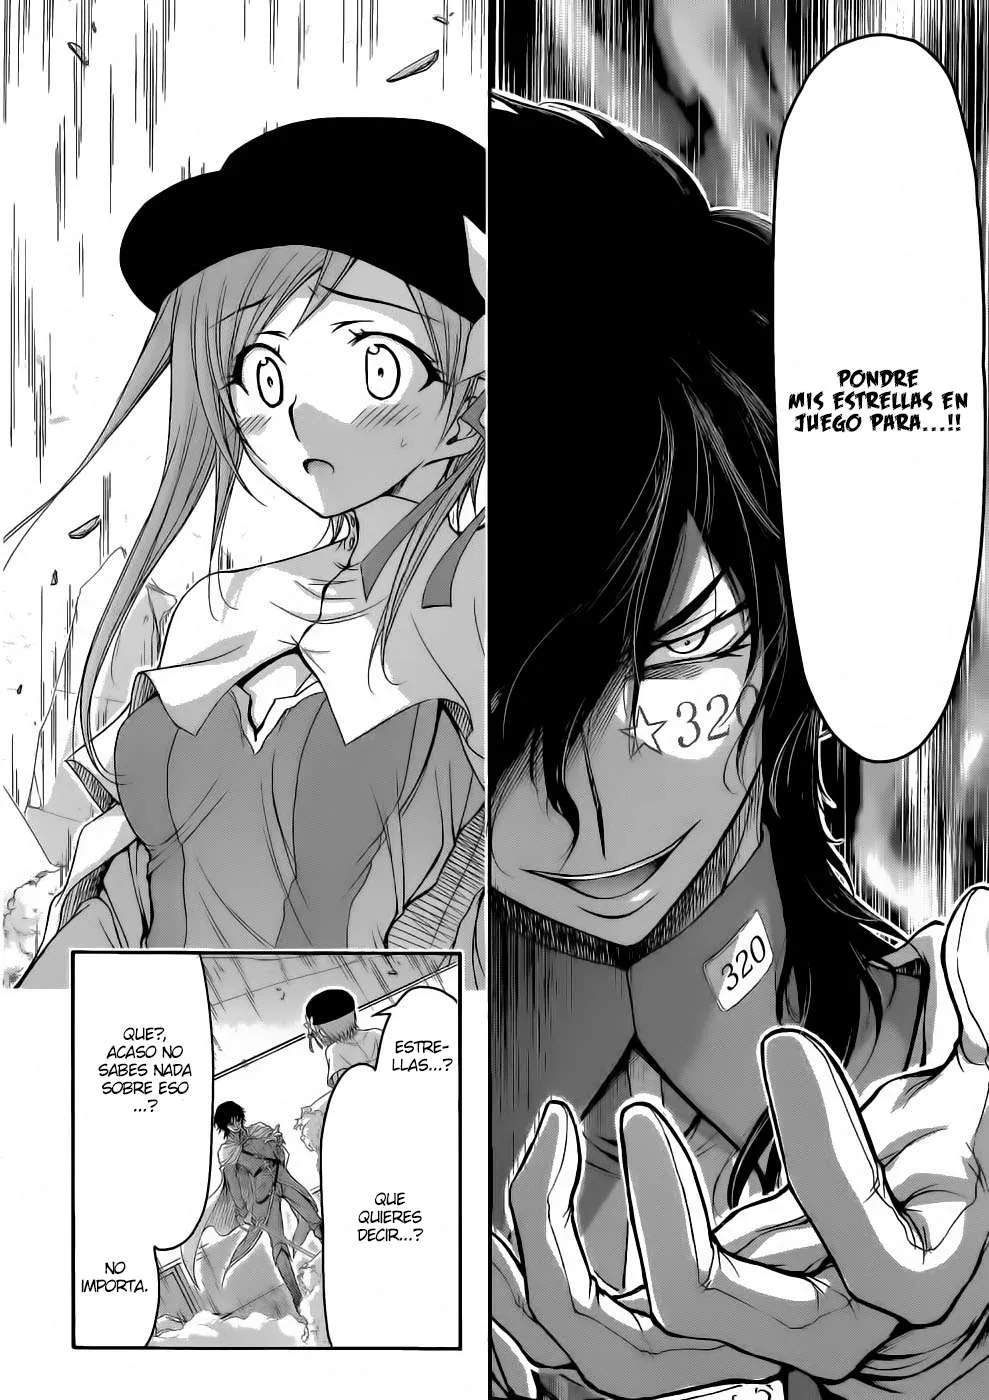 PONDRE
MIS ESTRELLAS EN
JUEGO PARA...!!
320
320
ESTRE-
LLAS...?
QUE
QUIERES
DECIR...?
QUE?,
ACASO NO
SABES NADA
SOBRE ESO
...?
NO
IMPORTA.